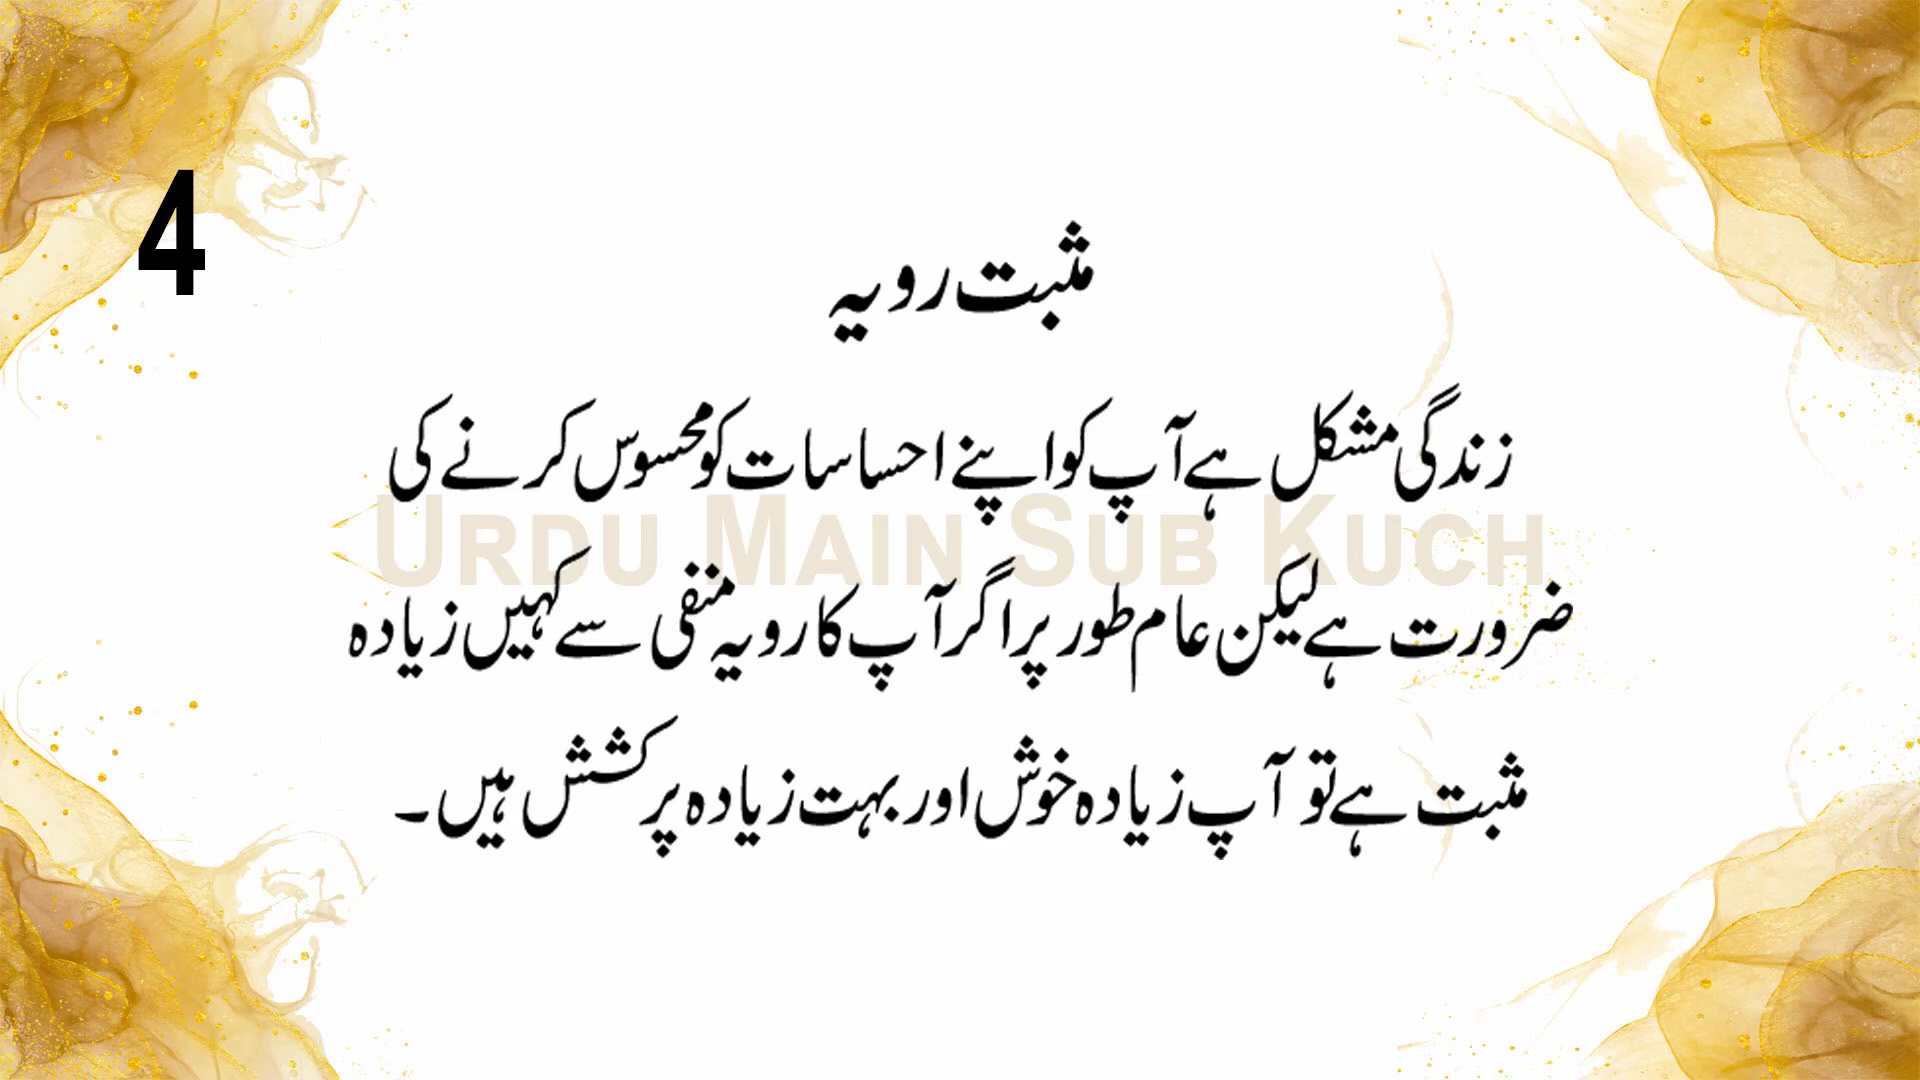 4
مثبت رویہ
زندگی مشکل ہے آپ کو اپنے احساسات کو محسوس کرنے کی
Urdu Main Sub Kuch
ضرورت ہے لیکن عام طور پر اگر آپ کا رویہ منفی سے کہیں زیادہ
مثبت ہے تو آپ زیادہ خوش اور بہت زیادہ پر کشش ہیں۔